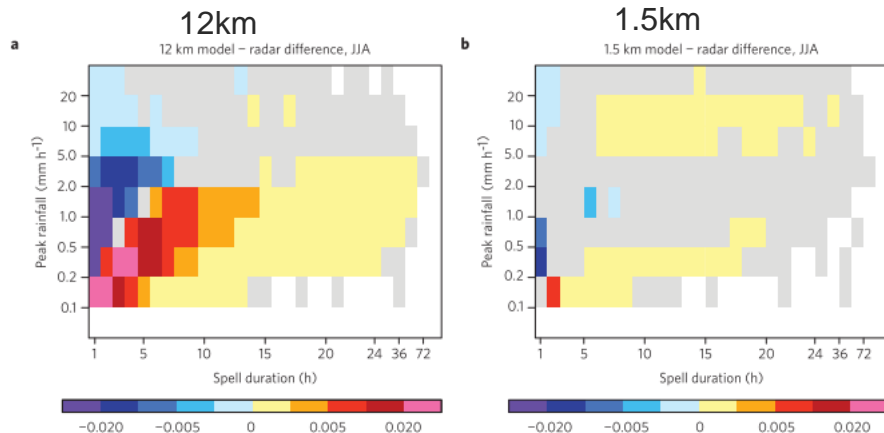 12km
1.5km
a
12 km model – radar difference, JJA
b
1.5 km model – radar difference, JJA
Peak rainfall (mm h⁻¹)
20
10
5.0
2.0
1.0
0.5
0.2
0.1
1 5 10 15 20 24 36 72
Spell duration (h)
−0.020 −0.005 0 0.005 0.020
Peak rainfall (mm h⁻¹)
20
10
5.0
2.0
1.0
0.5
0.2
0.1
1 5 10 15 20 24 36 72
Spell duration (h)
−0.020 −0.005 0 0.005 0.020